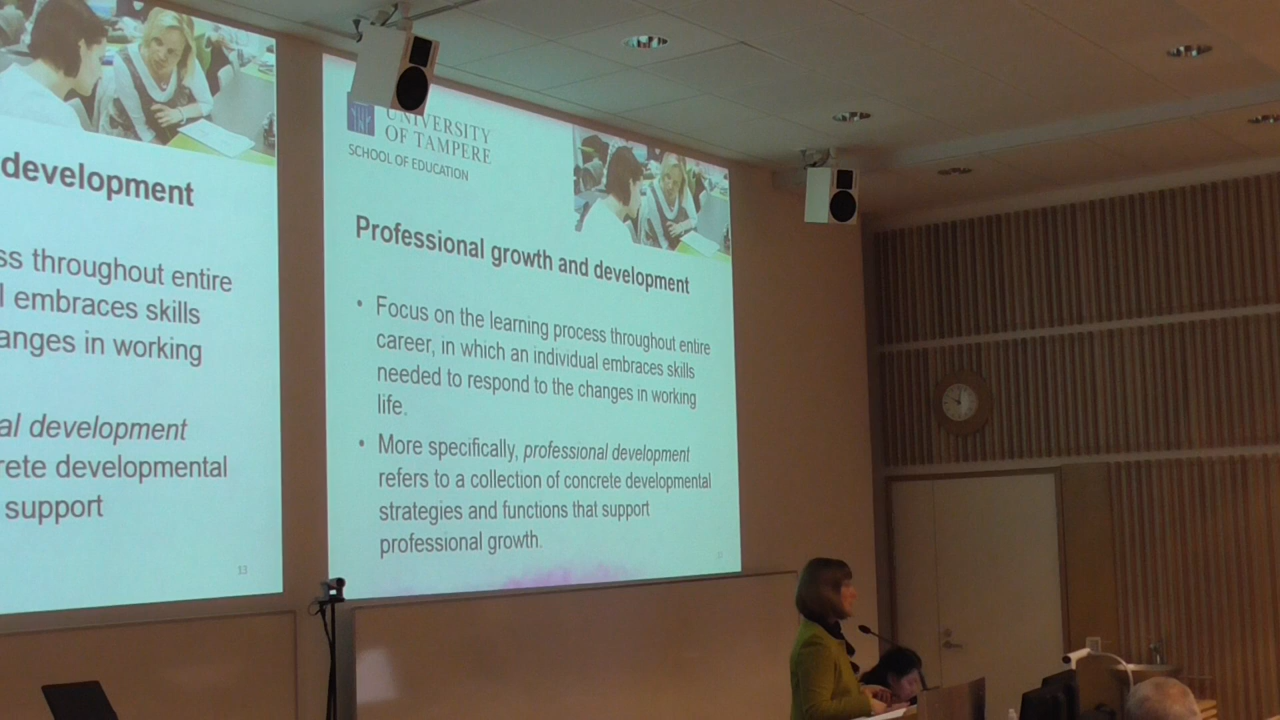 development
ss throughout entire
l embraces skills
anges in working
al development
rete developmental
support
13
UNIVERSITY
OF TAMPERE
SCHOOL OF EDUCATION
Professional growth and development
• Focus on the learning process throughout entire
career, in which an individual embraces skills
needed to respond to the changes in working
life.
• More specifically, professional development
refers to a collection of concrete developmental
strategies and functions that support
professional growth.